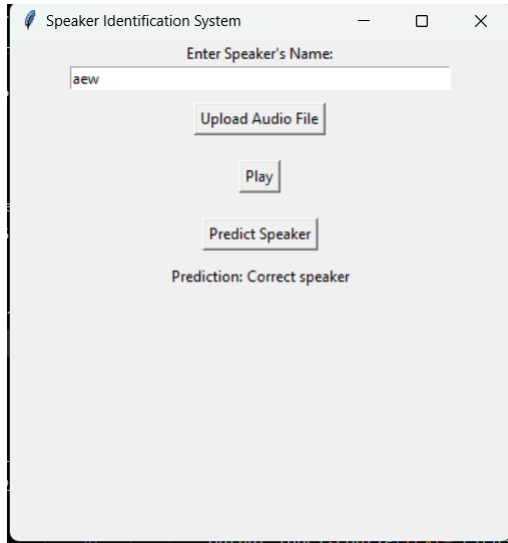 Speaker Identification System
Enter Speaker's Name:
aew
Upload Audio File
Play
Predict Speaker
Prediction: Correct speaker